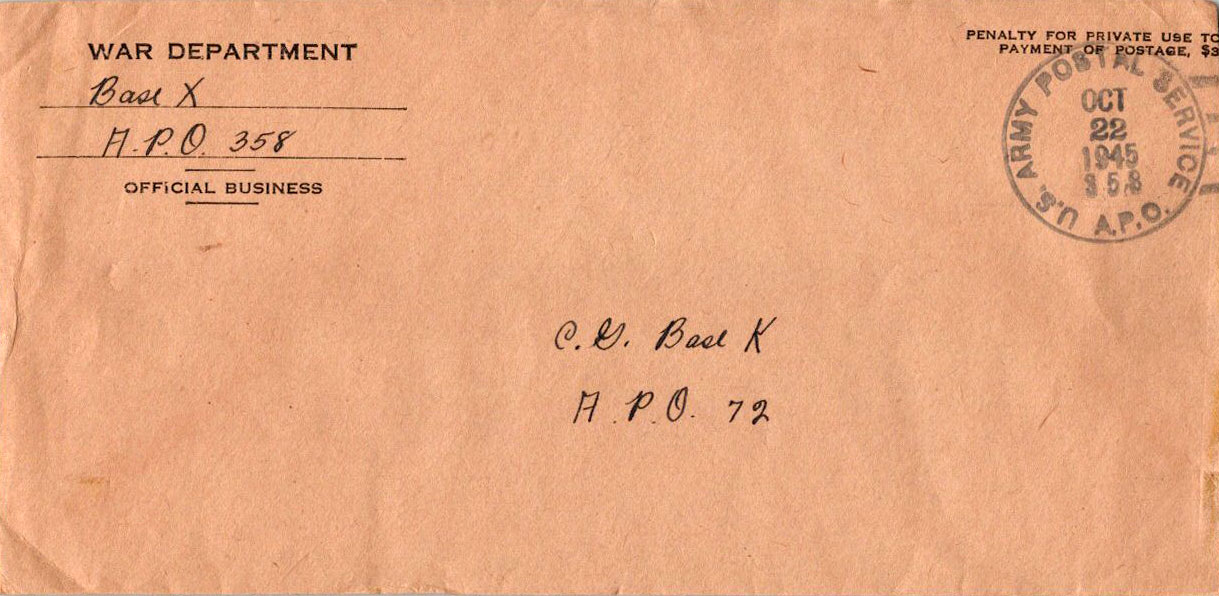 WAR DEPARTMENT
Base X
A.P.O. 358
OFFICIAL BUSINESS
PENALTY FOR PRIVATE USE TO
PAYMENT OF POSTAGE, $3
U.S. ARMY POSTAL SERVICE
OCT
22
1945
358
A.P.O.
C.G. Base K
A.P.O. 72